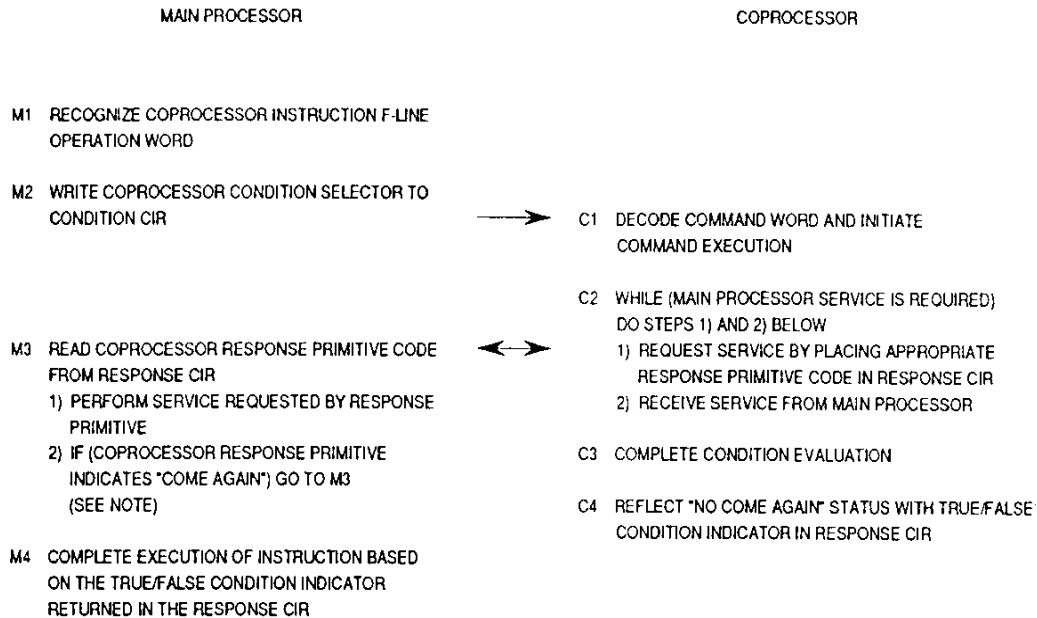 MAIN PROCESSOR
COPROCESSOR
M1 RECOGNIZE COPROCESSOR INSTRUCTION F-LINE
OPERATION WORD
M2 WRITE COPROCESSOR CONDITION SELECTOR TO
CONDITION CIR
C1 DECODE COMMAND WORD AND INITIATE
COMMAND EXECUTION
C2 WHILE (MAIN PROCESSOR SERVICE IS REQUIRED)
DO STEPS 1) AND 2) BELOW
1) REQUEST SERVICE BY PLACING APPROPRIATE
RESPONSE PRIMITIVE CODE IN RESPONSE CIR
2) RECEIVE SERVICE FROM MAIN PROCESSOR
M3 READ COPROCESSOR RESPONSE PRIMITIVE CODE
FROM RESPONSE CIR
1) PERFORM SERVICE REQUESTED BY RESPONSE
PRIMITIVE
2) IF (COPROCESSOR RESPONSE PRIMITIVE
INDICATES "COME AGAIN") GO TO M3
(SEE NOTE)
C3 COMPLETE CONDITION EVALUATION
C4 REFLECT "NO COME AGAIN" STATUS WITH TRUE/FALSE
CONDITION INDICATOR IN RESPONSE CIR
M4 COMPLETE EXECUTION OF INSTRUCTION BASED
ON THE TRUE/FALSE CONDITION INDICATOR
RETURNED IN THE RESPONSE CIR